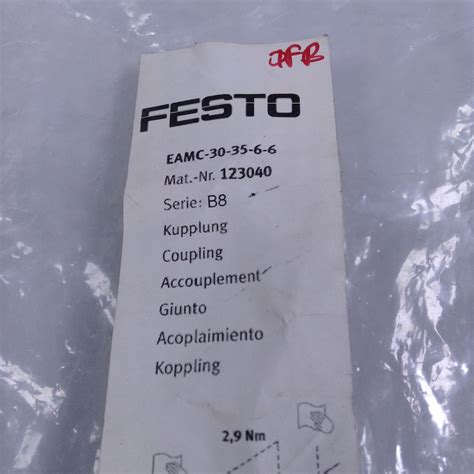 FESTO
EAMC-30-35-6-6
Mat.-Nr. 123040
Serie: B8
Kupplung
Coupling
Accouplement
Giunto
Acoplaimiento
Koppling
2,9 Nm